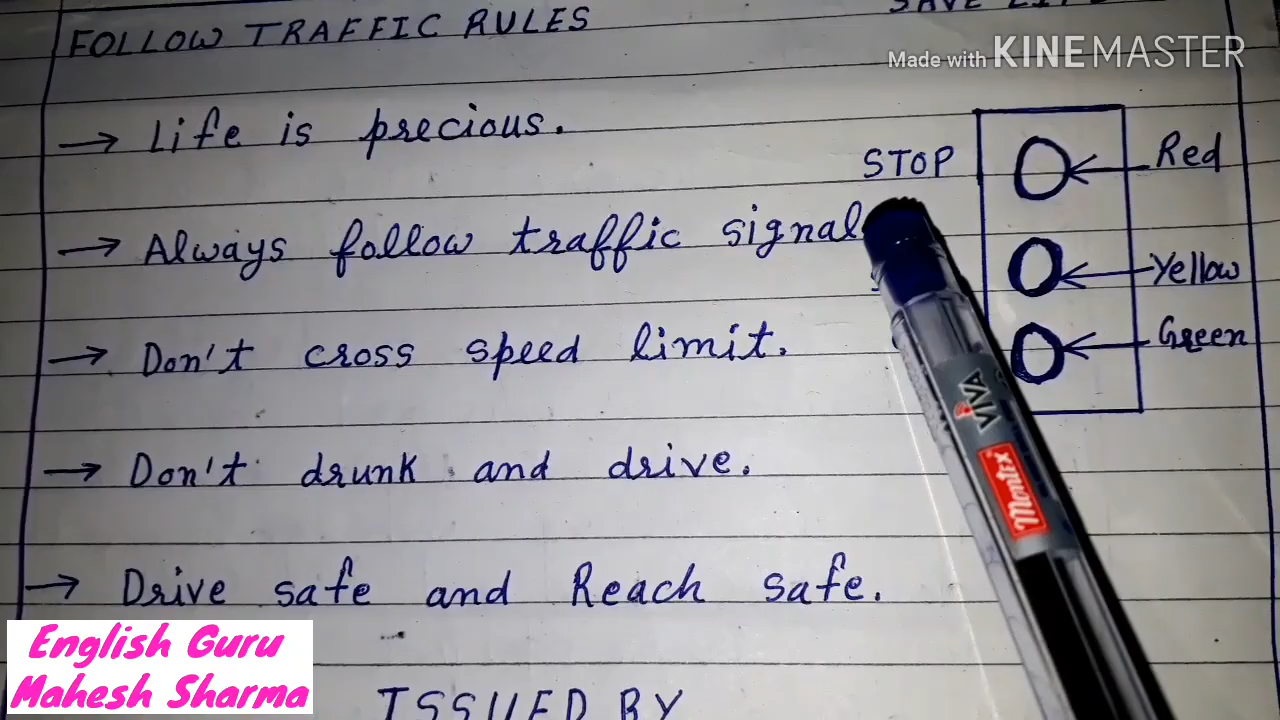 FOLLOW TRAFFIC RULES
Made with KINEMASTER
→ Life is precious.
STOP
Red
→ Always follow traffic signal
Yellow
→ Don't cross speed limit.
Green
→ Don't drunk and drive.
→ Drive safe and Reach safe.
VIVA
Montex
English Guru
Mahesh Sharma
ISSUED BY